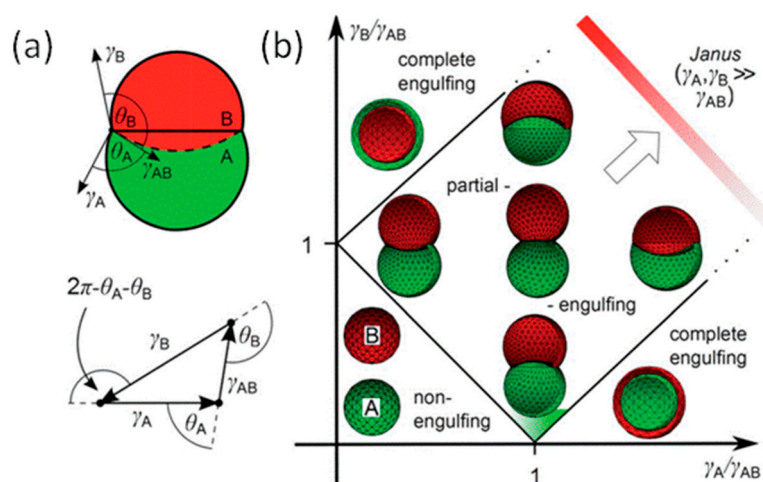 (a)
γB
θB
B
θA
A
γAB
γA
2π-θA-θB
γB
θB
γAB
γA
θA
(b)
γB/γAB
complete
engulfing
Janus
(γA,γB >>
γAB)
partial -
1
- engulfing
B
A
non-
engulfing
complete
engulfing
1
γA/γAB